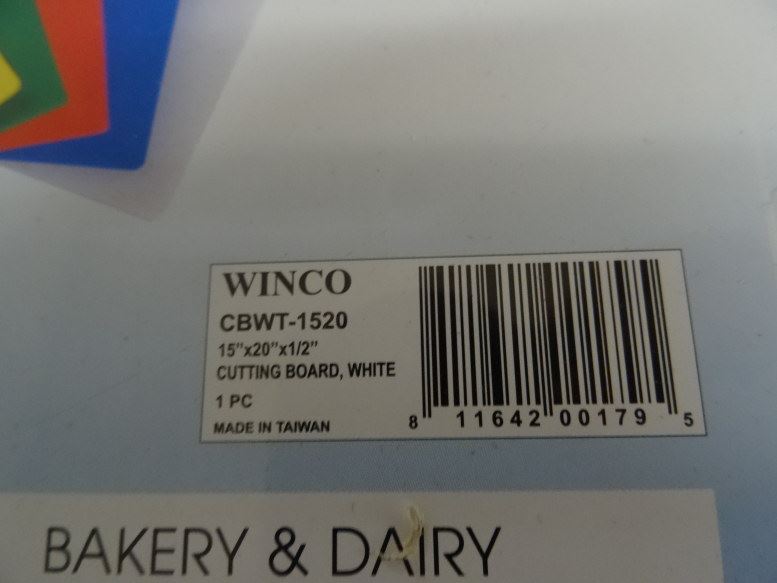 WINCO
CBWT-1520
15"x20"x1/2"
CUTTING BOARD, WHITE
1 PC
MADE IN TAIWAN
8 11642 00179 5
BAKERY & DAIRY